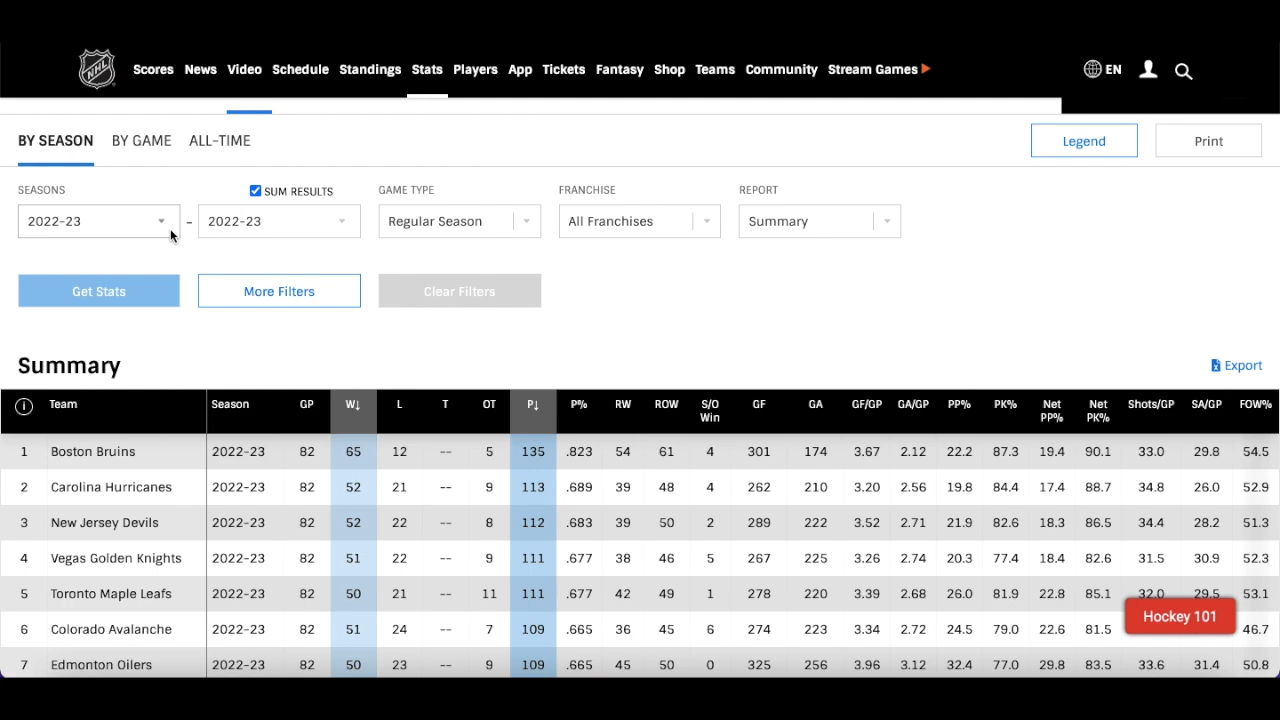 NHL
Scores News Video Schedule Standings Stats Players App Tickets Fantasy Shop Teams Community Stream Games EN
BY SEASON BY GAME ALL-TIME Legend Print
SEASONS SUM RESULTS GAME TYPE FRANCHISE REPORT
2022-23 - 2022-23 Regular Season All Franchises Summary
Get Stats More Filters Clear Filters
Summary Export
i Team Season GP W↓ L T OT P↓ P% RW ROW S/O Win GF GA GF/GP GA/GP PP% PK% Net PP% Net PK% Shots/GP SA/GP FOW%
1 Boston Bruins 2022-23 82 65 12 -- 5 135 .823 54 61 4 301 174 3.67 2.12 22.2 87.3 19.4 90.1 33.0 29.8 54.5
2 Carolina Hurricanes 2022-23 82 52 21 -- 9 113 .689 39 48 4 262 210 3.20 2.56 19.8 84.4 17.4 88.7 34.8 26.0 52.9
3 New Jersey Devils 2022-23 82 52 22 -- 8 112 .683 39 50 2 289 222 3.52 2.71 21.9 82.6 18.3 86.5 34.4 28.2 51.3
4 Vegas Golden Knights 2022-23 82 51 22 -- 9 111 .677 38 46 5 267 225 3.26 2.74 20.3 77.4 18.4 82.6 31.5 30.9 52.3
5 Toronto Maple Leafs 2022-23 82 50 21 -- 11 111 .677 42 49 1 278 220 3.39 2.68 26.0 81.9 22.8 85.1 32.0 29.5 53.1
6 Colorado Avalanche 2022-23 82 51 24 -- 7 109 .665 36 45 6 274 223 3.34 2.72 24.5 79.0 22.6 81.5 46.7
Hockey 101
7 Edmonton Oilers 2022-23 82 50 23 -- 9 109 .665 45 50 0 325 256 3.96 3.12 32.4 77.0 29.8 83.5 33.6 31.4 50.8